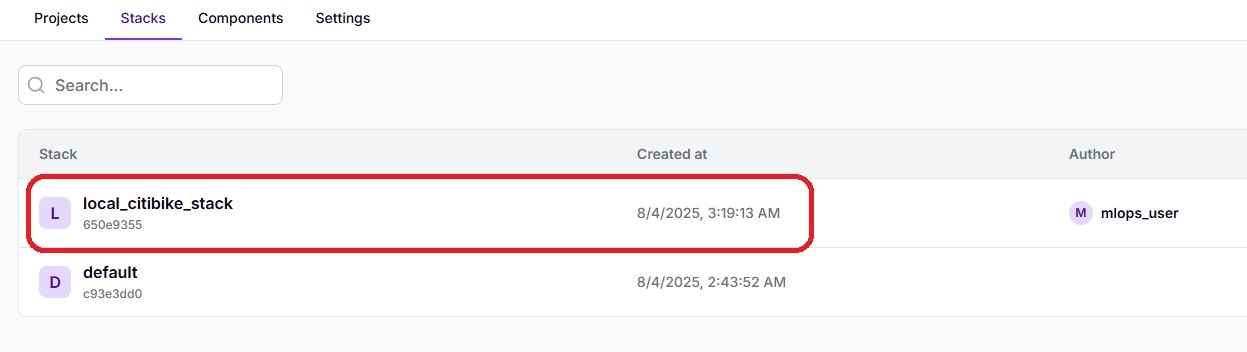 Projects Stacks Components Settings
Search...
Stack Created at Author
L local_citibike_stack 8/4/2025, 3:19:13 AM M mlops_user
650e9355
D default 8/4/2025, 2:43:52 AM
c93e3dd0